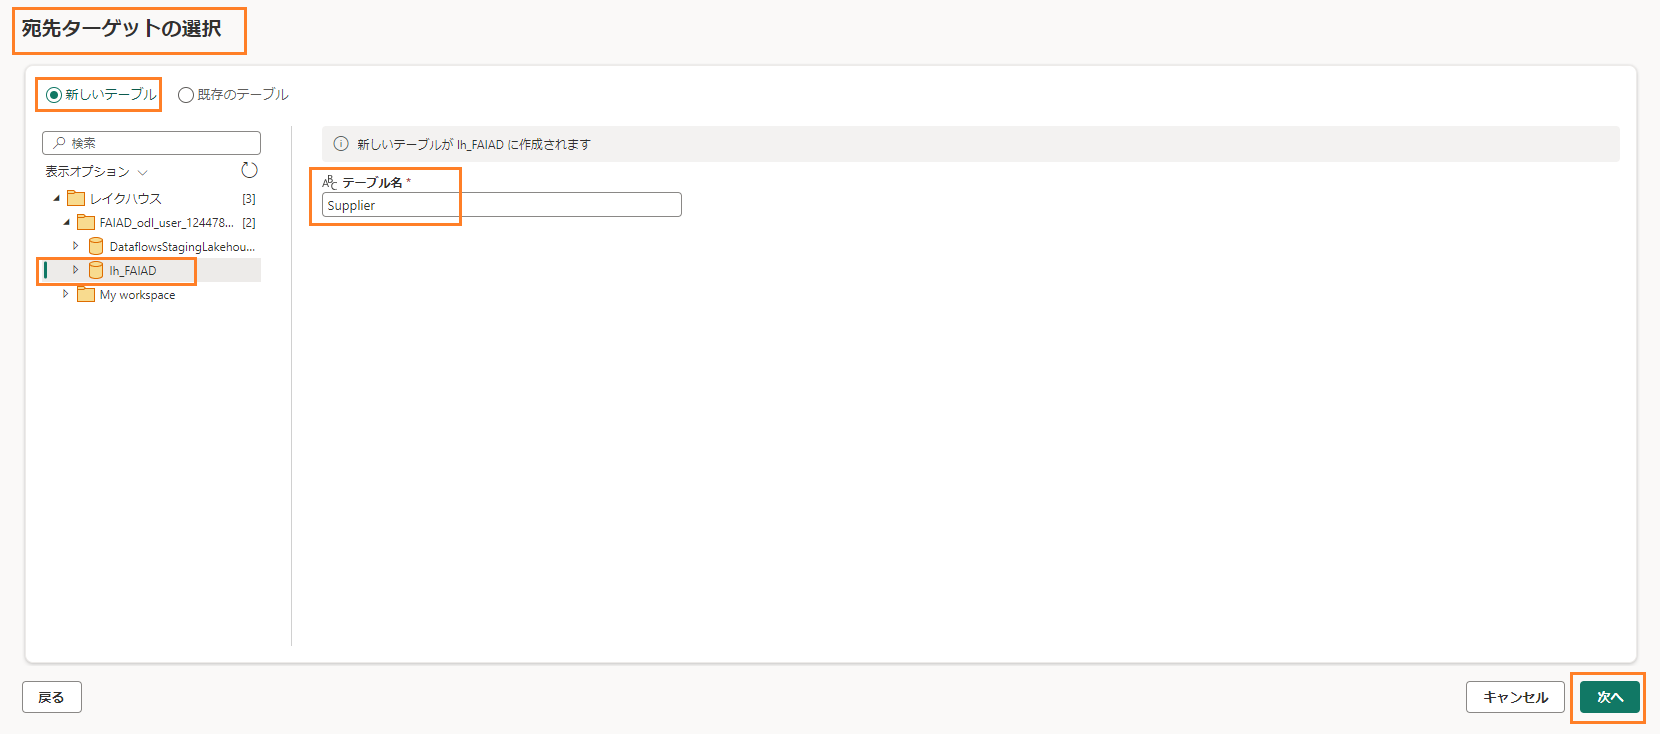 宛先ターゲットの選択
新しいテーブル 既存のテーブル
検索
新しいテーブルが lh_FAIAD に作成されます
表示オプション
ABC テーブル名 *
レイクハウス [3]
Supplier
FAIAD_odl_user_124478... [2]
DataflowsStagingLakehou...
lh_FAIAD
My workspace
戻る キャンセル 次へ